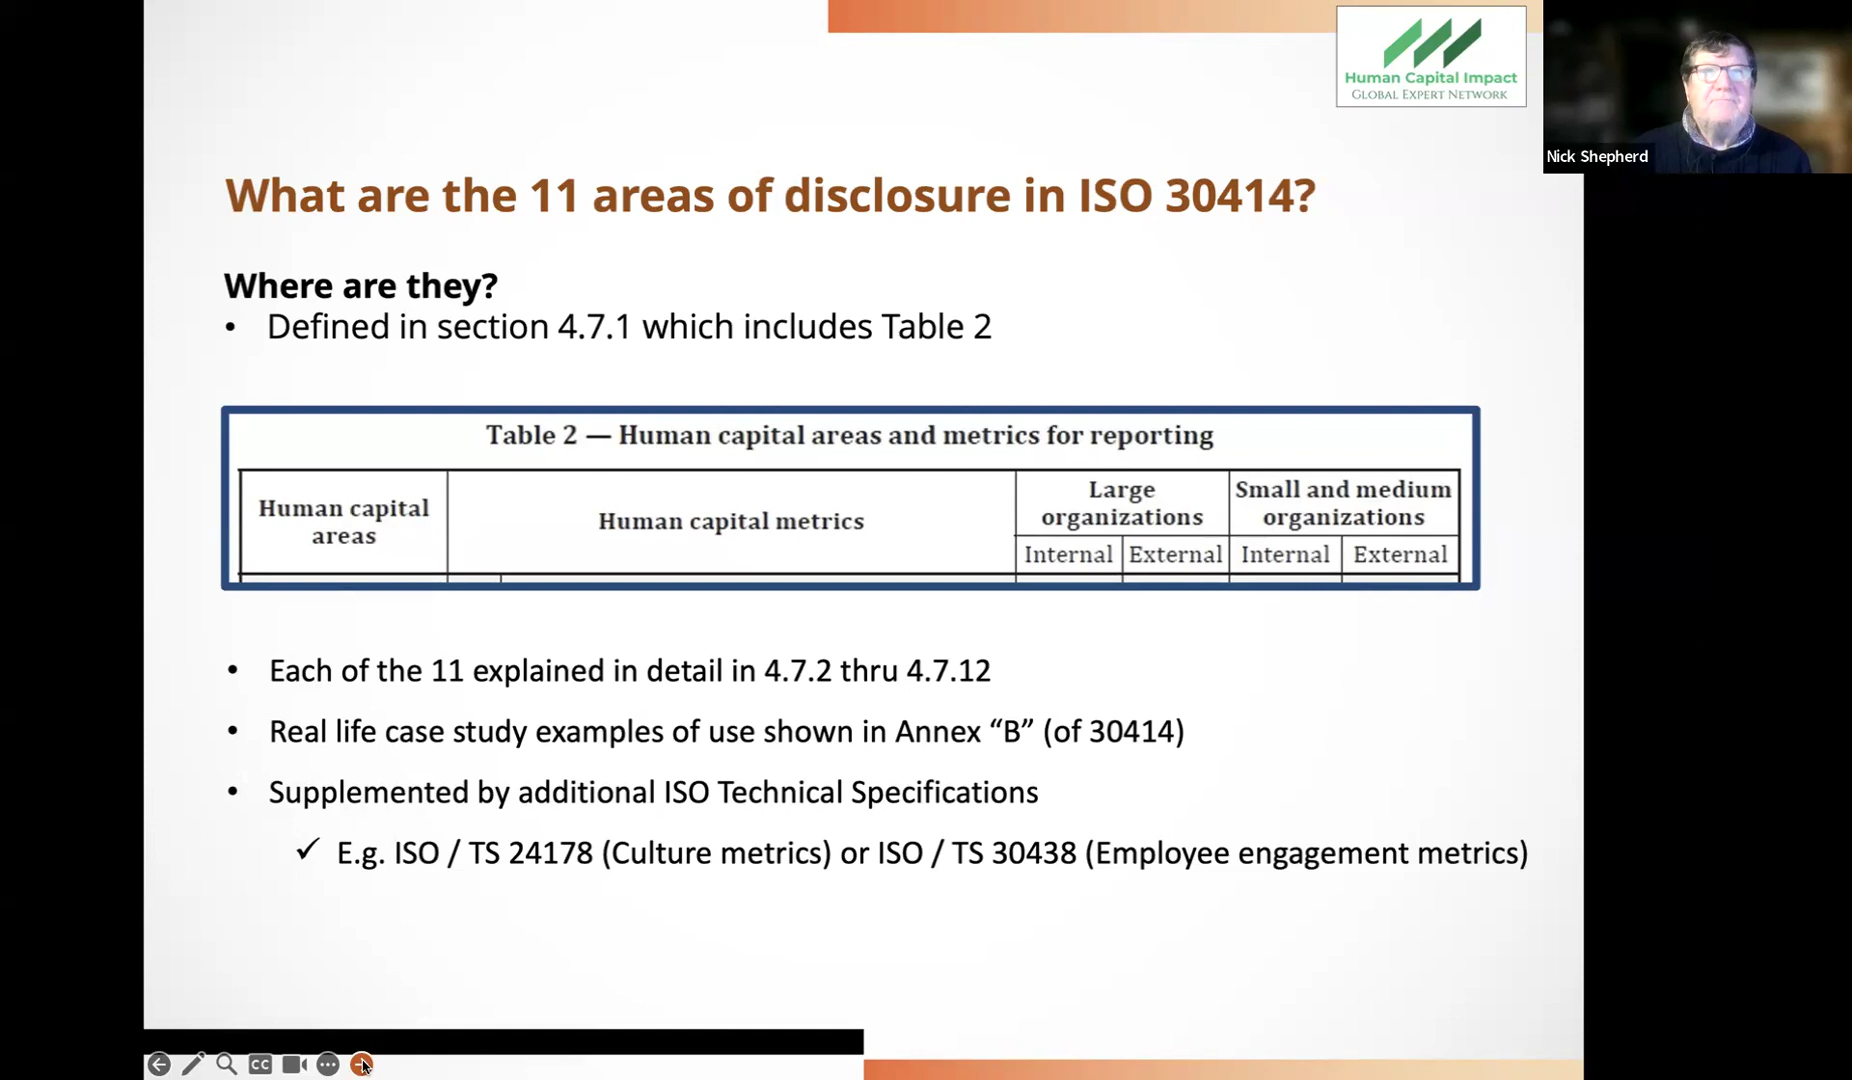 Human Capital Impact
GLOBAL EXPERT NETWORK
Nick Shepherd
What are the 11 areas of disclosure in ISO 30414?
Where are they?
• Defined in section 4.7.1 which includes Table 2
Table 2 — Human capital areas and metrics for reporting
Human capital
areas
Human capital metrics
Large
organizations
Small and medium
organizations
Internal
External
Internal
External
• Each of the 11 explained in detail in 4.7.2 thru 4.7.12
• Real life case study examples of use shown in Annex “B” (of 30414)
• Supplemented by additional ISO Technical Specifications
✓ E.g. ISO / TS 24178 (Culture metrics) or ISO / TS 30438 (Employee engagement metrics)
CC